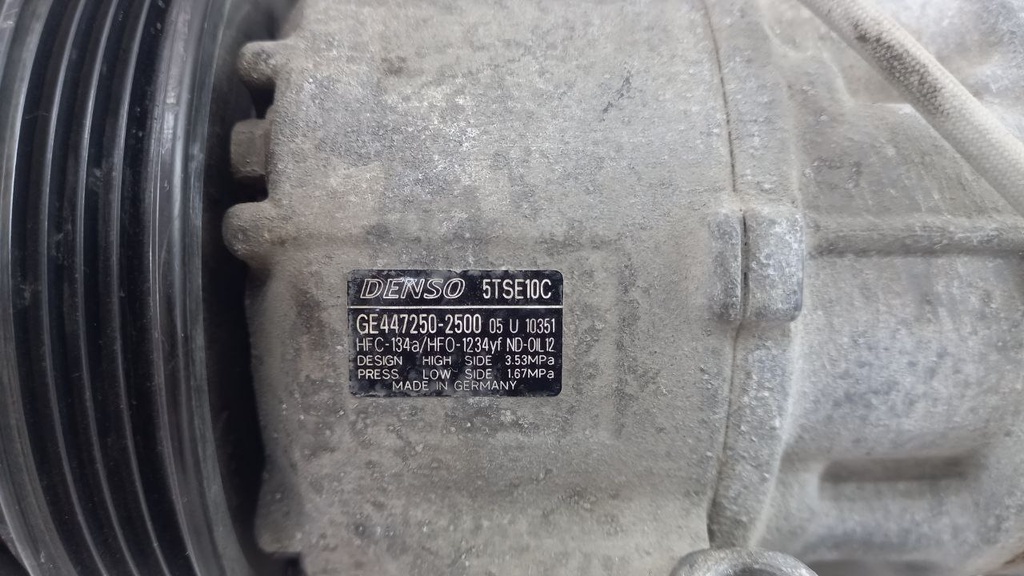 DENSO 5TSE10C
GE447250-2500 05 U 10351
HFC-134a/HFO-1234yf ND-OIL12
DESIGN HIGH SIDE 3.53MPa
PRESS. LOW SIDE 1.67MPa
MADE IN GERMANY